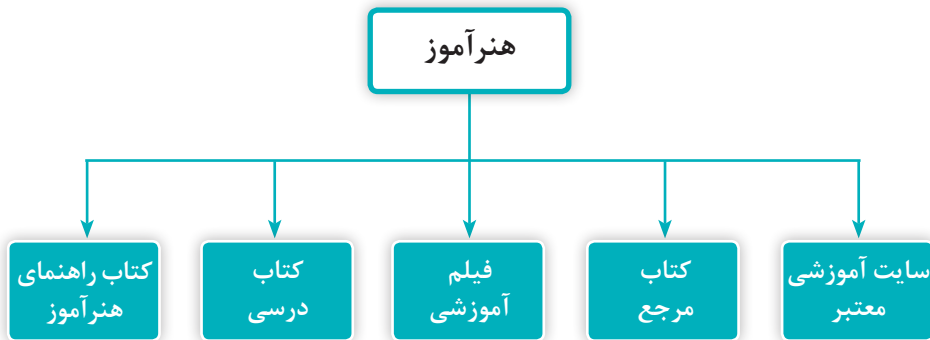 هنرآموز
سایت آموزشی
معتبر
کتاب
مرجع
فیلم
آموزشی
کتاب
درسی
کتاب راهنمای
هنرآموز